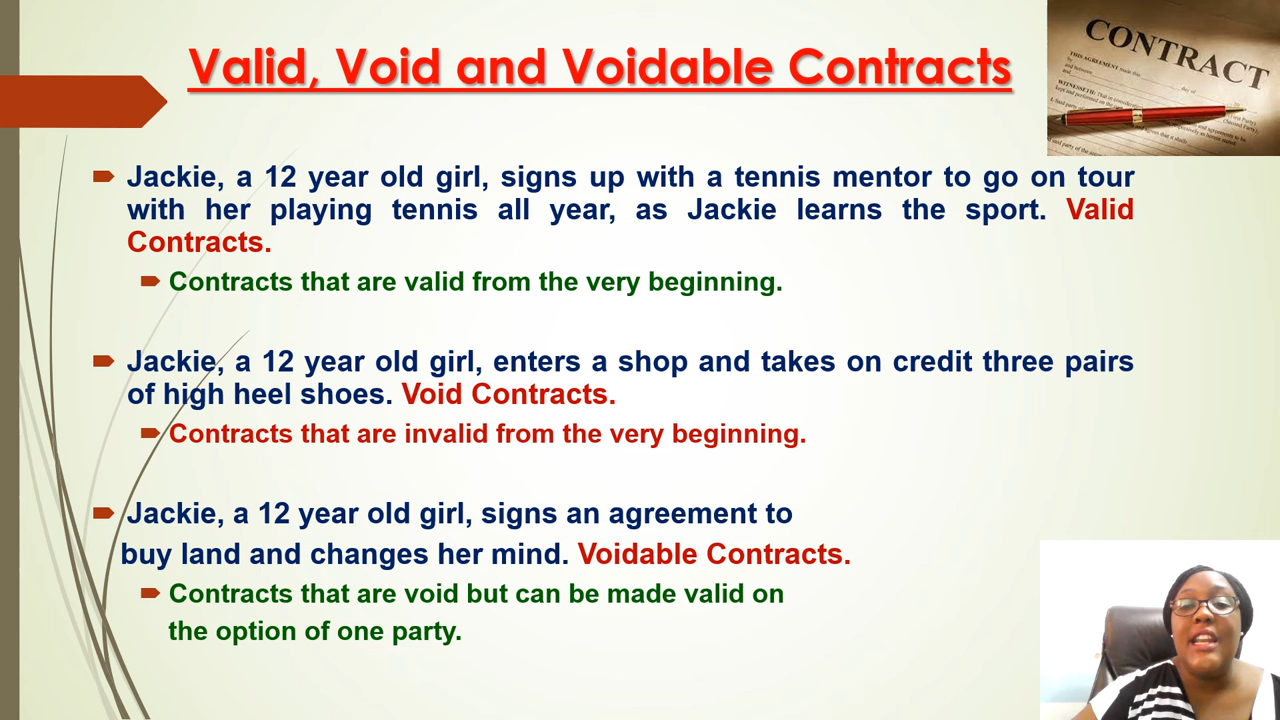 Valid, Void and Voidable Contracts
CONTRACT
THIS AGREEMENT made this
Jackie, a 12 year old girl, signs up with a tennis mentor to go on tour
with her playing tennis all year, as Jackie learns the sport. Valid
Contracts.
Contracts that are valid from the very beginning.
Jackie, a 12 year old girl, enters a shop and takes on credit three pairs
of high heel shoes. Void Contracts.
Contracts that are invalid from the very beginning.
Jackie, a 12 year old girl, signs an agreement to
buy land and changes her mind. Voidable Contracts.
Contracts that are void but can be made valid on
the option of one party.